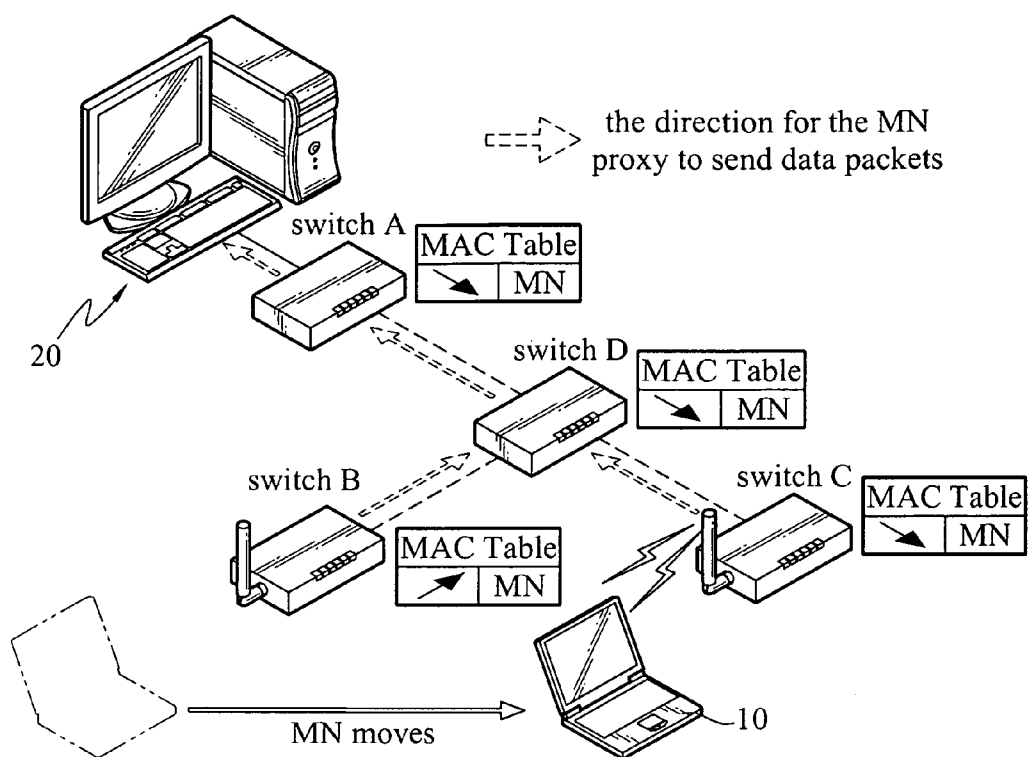 the direction for the MN
proxy to send data packets
switch A
MAC Table
MN
20
switch D
MAC Table
MN
switch B
MAC Table
MN
switch C
MAC Table
MN
MN moves
10